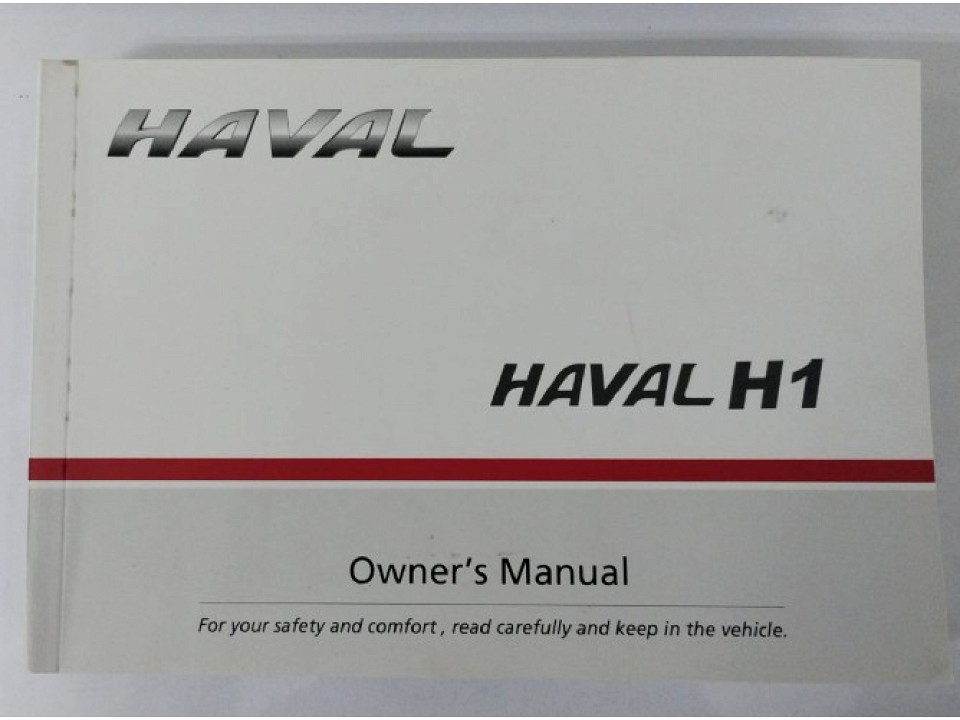 HAVAL
HAVAL H1
Owner's Manual
For your safety and comfort, read carefully and keep in the vehicle.